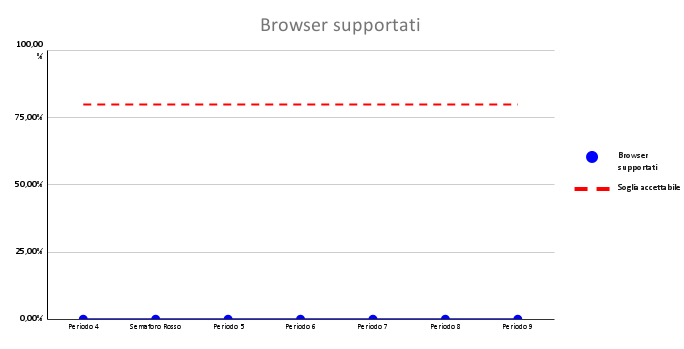 Browser supportati
100,00
%
75,00%
50,00%
25,00%
0,00%
Periodo 4
Semaforo Rosso
Periodo 5
Periodo 6
Periodo 7
Periodo 8
Periodo 9
Browser
supportati
Soglia accettabile